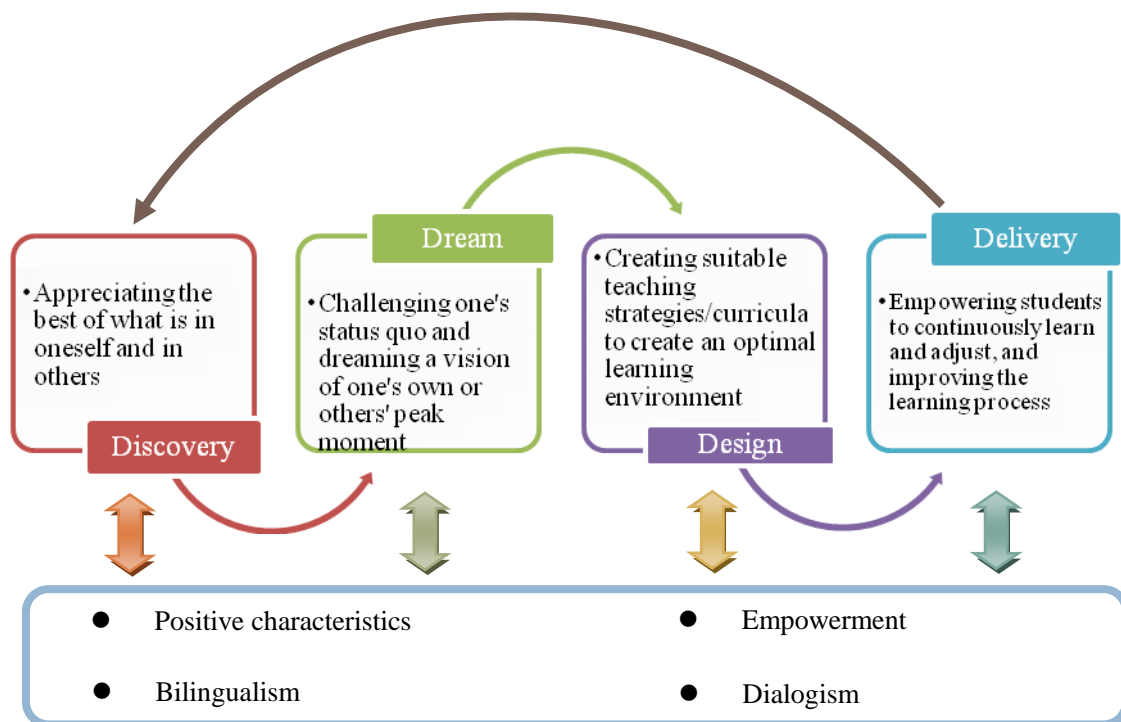 • Appreciating the
best of what is in
oneself and in
others
Discovery
Dream
• Challenging one's
status quo and
dreaming a vision
of one's own or
others' peak
moment
• Creating suitable
teaching
strategies/curricula
to create an optimal
learning
environment
Design
Delivery
• Empowering students
to continuously learn
and adjust, and
improving the
learning process
● Positive characteristics
● Bilingualism
● Empowerment
● Dialogism